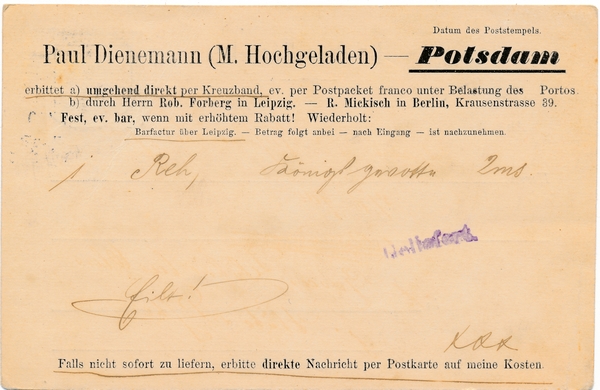 Datum des Poststempels.
Paul Dienemann (M. Hochgeladen) — Potsdam
erbittet a) umgehend direkt per Kreuzband, ev. per Postpacket franco unter Belastung des Portos.
b) durch Herrn Rob. Forberg in Leipzig. — R. Mickisch in Berlin, Krausenstrasse 39.
Fest, ev. bar, wenn mit erhöhtem Rabatt! Wiederholt:
Barfactur über Leipzig. — Betrag folgt anbei — nach Eingang — ist nachzunehmen.
1 Reh, Königsgavotte 2ms.
Eilt!
Falls nicht sofort zu liefern, erbitte direkte Nachricht per Postkarte auf meine Kosten.